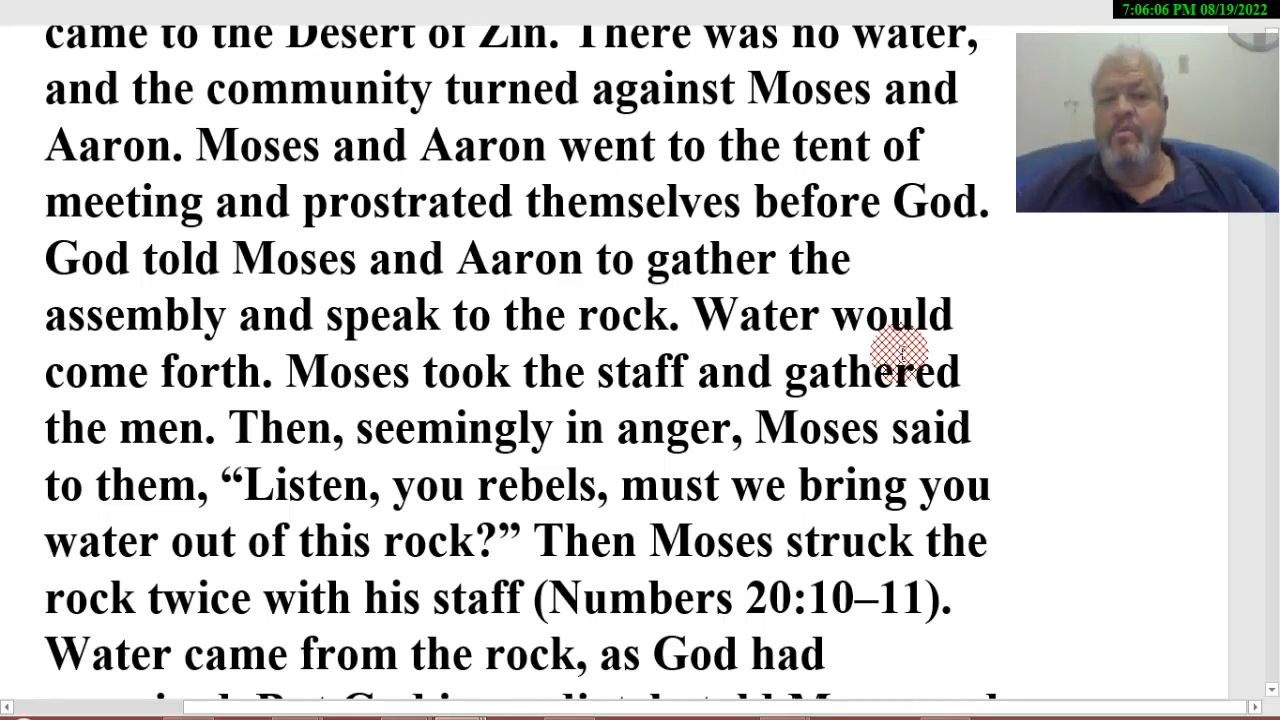 7:06:06 PM 08/19/2022
came to the Desert of Zin. There was no water,
and the community turned against Moses and
Aaron. Moses and Aaron went to the tent of
meeting and prostrated themselves before God.
God told Moses and Aaron to gather the
assembly and speak to the rock. Water would
come forth. Moses took the staff and gathered
the men. Then, seemingly in anger, Moses said
to them, “Listen, you rebels, must we bring you
water out of this rock?” Then Moses struck the
rock twice with his staff (Numbers 20:10–11).
Water came from the rock, as God had